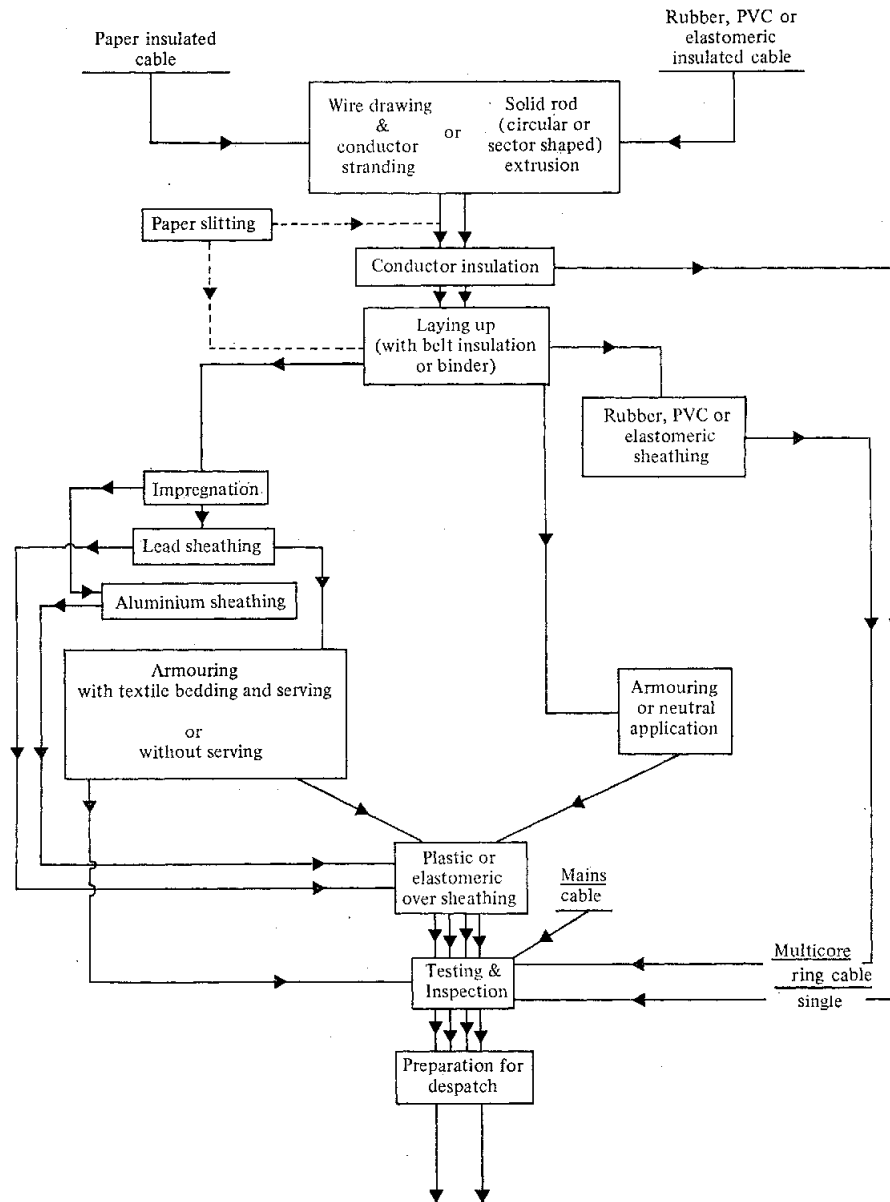 Paper insulated
cable
Rubber, PVC or
elastomeric
insulated cable
Wire drawing
&
conductor
stranding
or
Solid rod
(circular or
sector shaped)
extrusion
Paper slitting
Conductor insulation
Laying up
(with belt insulation
or binder)
Rubber, PVC or
elastomeric
sheathing
Impregnation
Lead sheathing
Aluminium sheathing
Armouring
with textile bedding and serving
or
without serving
Armouring
or neutral
application
Plastic or
elastomeric
over sheathing
Mains
cable
Testing &
Inspection
Multicore
ring cable
single
Preparation for
despatch